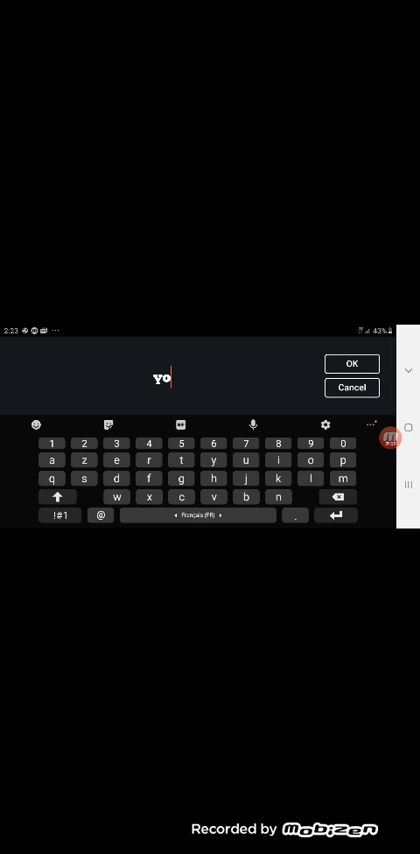 2:23
43%
yo
OK
Cancel
1 2 3 4 5 6 7 8 9 0
a z e r t y u i o p
q s d f g h j k l m
w x c v b n
!#1 @ Français (FR) .
Recorded by mobizen